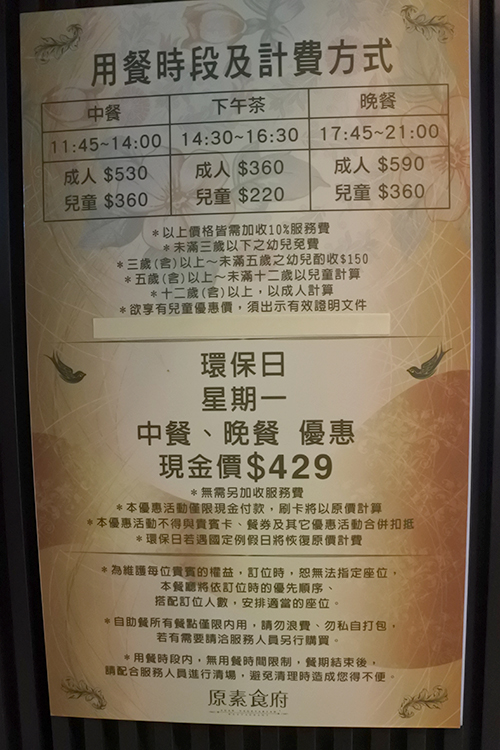 用餐時段及計費方式
中餐 下午茶 晚餐
11:45~14:00 14:30~16:30 17:45~21:00
成人 $530 成人 $360 成人 $590
兒童 $360 兒童 $220 兒童 $360
＊以上價格皆需加收10%服務費
＊未滿三歲以下之幼兒免費
＊三歲(含)以上～未滿五歲之幼兒酌收$150
＊五歲(含)以上～未滿十二歲以兒童計算
＊十二歲(含)以上，以成人計算
＊欲享有兒童優惠價，須出示有效證明文件
環保日
星期一
中餐、晚餐 優惠
現金價$429
＊無需另加收服務費
＊本優惠活動僅限現金付款，刷卡將以原價計算
＊本優惠活動不得與貴賓卡、餐券及其它優惠活動合併扣抵
＊環保日若遇國定例假日將恢復原價計費
＊為維護每位貴賓的權益，訂位時，恕無法指定座位，
本餐廳將依訂位時的優先順序、
搭配訂位人數，安排適當的座位。
＊自助餐所有餐點僅限內用，請勿浪費、勿私自打包，
若有需要請洽服務人員另行購買。
＊用餐時段內，無用餐時間限制，餐期結束後，
請配合服務人員進行清場，避免清理時造成您得不便。
原素食府